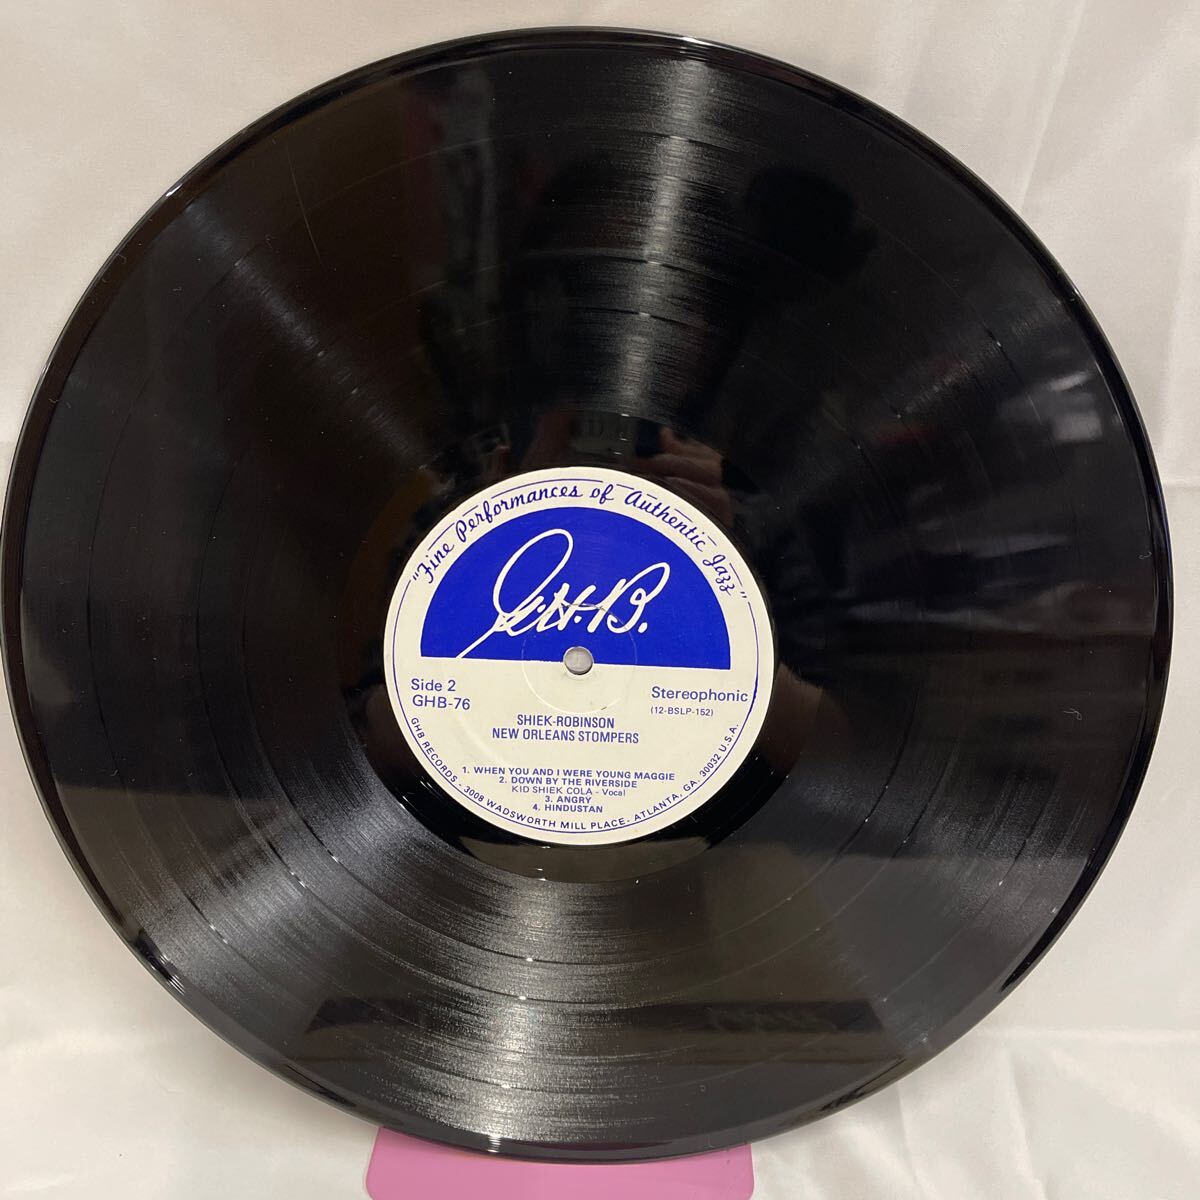 "Fine Performances of Authentic Jazz"
G.H.B.
Side 2
GHB-76
Stereophonic
(12-BSLP-152)
SHIEK-ROBINSON
NEW ORLEANS STOMPERS
1. WHEN YOU AND I WERE YOUNG MAGGIE
2. DOWN BY THE RIVERSIDE
KID SHIEK COLA - Vocal
3. ANGRY
4. HINDUSTAN
GHB RECORDS - 3008 WADSWORTH MILL PLACE - ATLANTA, GA. 30032 U.S.A.